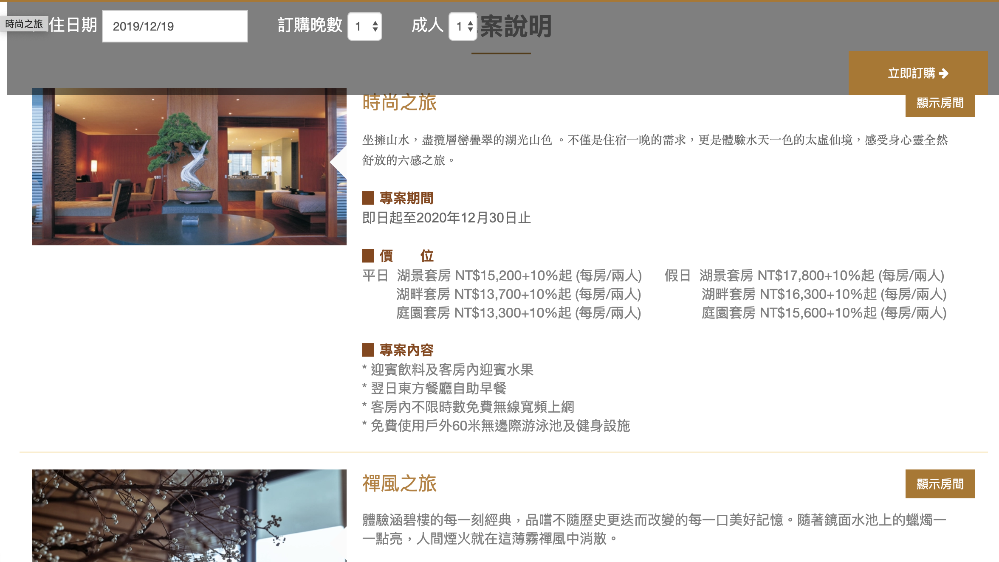 時尚之旅
住日期 2019/12/19 訂購晚數 1 成人 1
案說明
立即訂購
時尚之旅
顯示房間
坐擁山水，盡攬層巒疊翠的湖光山色 。不僅是住宿一晚的需求，更是體驗水天一色的太虛仙境，感受身心靈全然
舒放的六感之旅。
專案期間
即日起至2020年12月30日止
價 位
平日 湖景套房 NT$15,200+10%起 (每房/兩人) 假日 湖景套房 NT$17,800+10%起 (每房/兩人)
湖畔套房 NT$13,700+10%起 (每房/兩人) 湖畔套房 NT$16,300+10%起 (每房/兩人)
庭園套房 NT$13,300+10%起 (每房/兩人) 庭園套房 NT$15,600+10%起 (每房/兩人)
專案內容
* 迎賓飲料及客房內迎賓水果
* 翌日東方餐廳自助早餐
* 客房內不限時數免費無線寬頻上網
* 免費使用戶外60米無邊際游泳池及健身設施
禪風之旅
顯示房間
體驗涵碧樓的每一刻經典，品嚐不隨歷史更迭而改變的每一口美好記憶。隨著鏡面水池上的蠟燭一
一點亮，人間煙火就在這薄霧禪風中消散。